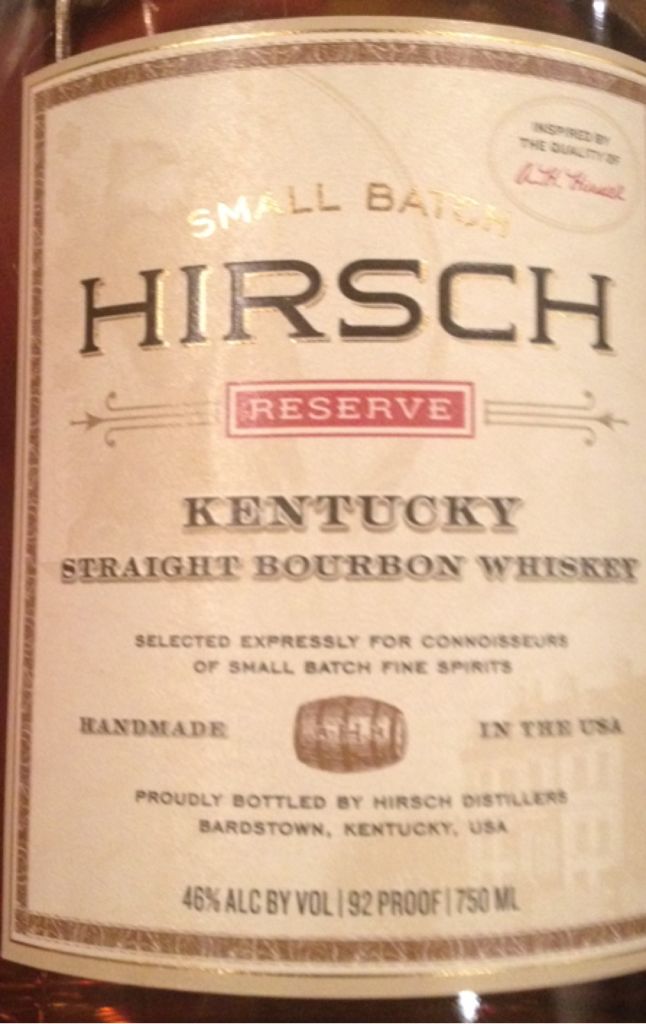 INSPIRED BY
THE QUALITY OF
A.H. Hirsch
SMALL BATCH
HIRSCH
RESERVE
KENTUCKY
STRAIGHT BOURBON WHISKEY
SELECTED EXPRESSLY FOR CONNOISSEURS
OF SMALL BATCH FINE SPIRITS
HANDMADE IN THE USA
PROUDLY BOTTLED BY HIRSCH DISTILLERS
BARDSTOWN, KENTUCKY, USA
46% ALC BY VOL | 92 PROOF | 750 ML